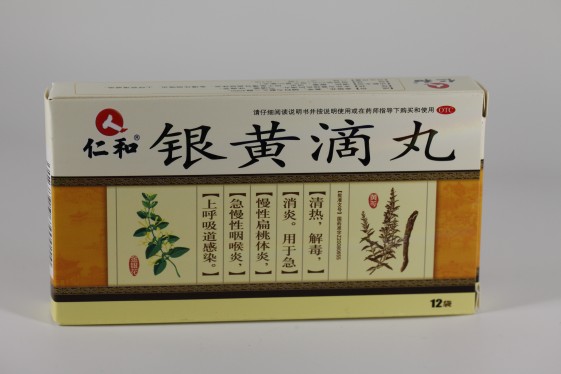 请仔细阅读说明书并按说明使用或在药师指导下购买和使用
OTC
仁和®
仁和
银黄滴丸
清热，解毒，
消炎。用于急
慢性扁桃体炎，
急慢性咽喉炎，
上呼吸道感染。
12袋